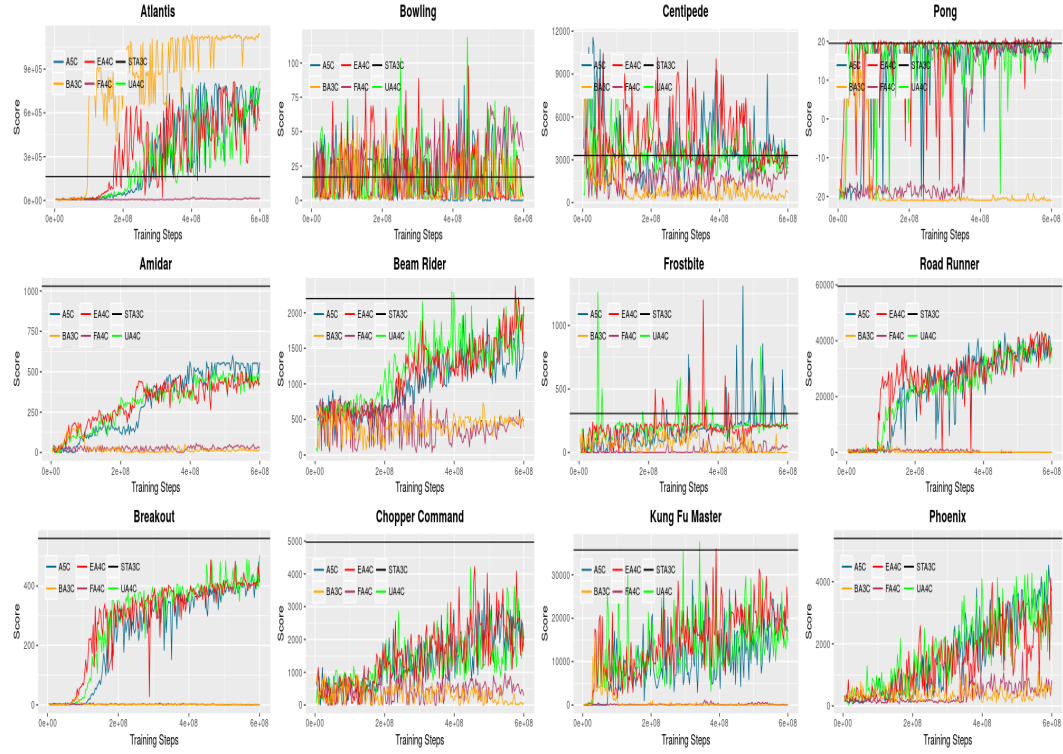 Atlantis
A5C EA4C STA3C
BA3C FA4C UA4C
9e+05
6e+05
3e+05
0e+00
Score
0e+00 2e+08 4e+08 6e+08
Training Steps
Bowling
A5C EA4C STA3C
BA3C FA4C UA4C
100
75
50
25
0
Score
0e+00 2e+08 4e+08 6e+08
Training Steps
Centipede
A5C EA4C STA3C
BA3C FA4C UA4C
12000
9000
6000
3000
0
Score
0e+00 2e+08 4e+08 6e+08
Training Steps
Pong
A5C EA4C STA3C
BA3C FA4C UA4C
20
10
0
-10
-20
Score
0e+00 2e+08 4e+08 6e+08
Training Steps
Amidar
A5C EA4C STA3C
BA3C FA4C UA4C
1000
750
500
250
0
Score
0e+00 2e+08 4e+08 6e+08
Training Steps
Beam Rider
A5C EA4C STA3C
BA3C FA4C UA4C
2000
1500
1000
500
0
Score
0e+00 2e+08 4e+08 6e+08
Training Steps
Frostbite
A5C EA4C STA3C
BA3C FA4C UA4C
1000
500
0
Score
0e+00 2e+08 4e+08 6e+08
Training Steps
Road Runner
A5C EA4C STA3C
BA3C FA4C UA4C
60000
40000
20000
0
Score
0e+00 2e+08 4e+08 6e+08
Training Steps
Breakout
A5C EA4C STA3C
BA3C FA4C UA4C
400
200
0
Score
0e+00 2e+08 4e+08 6e+08
Training Steps
Chopper Command
A5C EA4C STA3C
BA3C FA4C UA4C
5000
4000
3000
2000
1000
0
Score
0e+00 2e+08 4e+08 6e+08
Training Steps
Kung Fu Master
A5C EA4C STA3C
BA3C FA4C UA4C
30000
20000
10000
0
Score
0e+00 2e+08 4e+08 6e+08
Training Steps
Phoenix
A5C EA4C STA3C
BA3C FA4C UA4C
4000
2000
0
Score
0e+00 2e+08 4e+08 6e+08
Training Steps